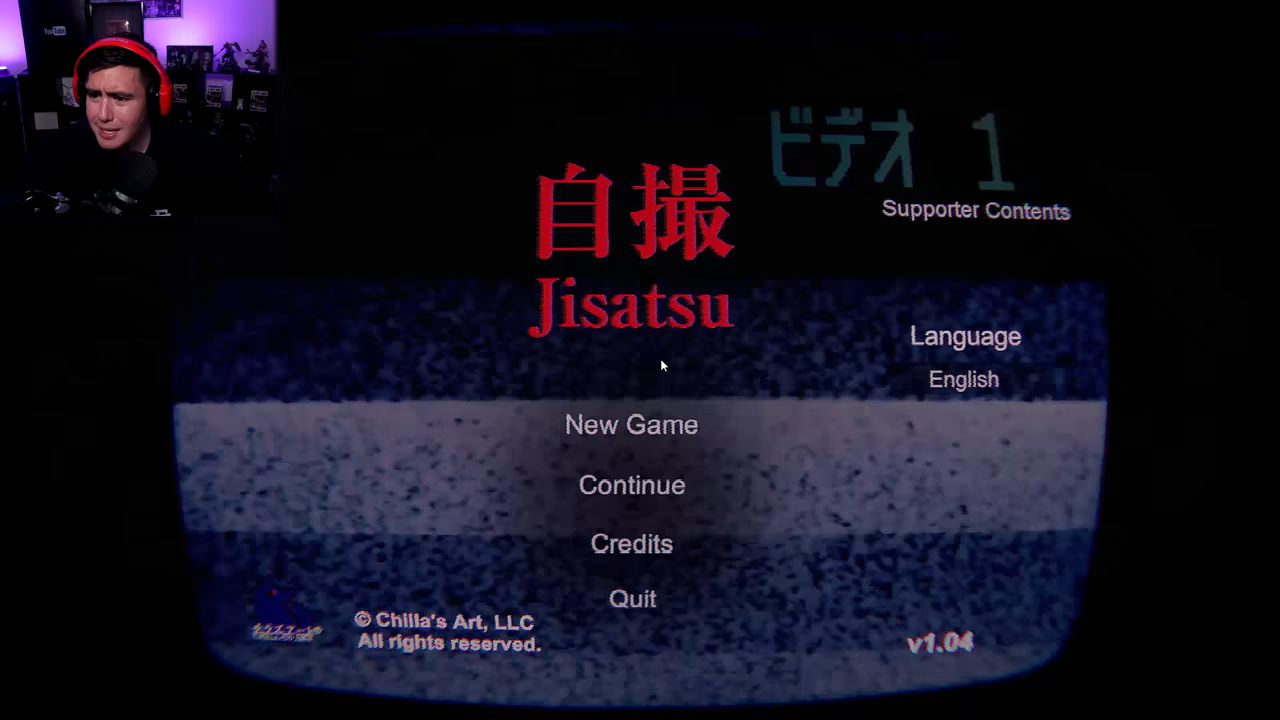 YouTube
ビデオ 1
自撮
Supporter Contents
Jisatsu
Language
English
New Game
Continue
Credits
Quit
© Chilla's Art, LLC
All rights reserved.
v1.04